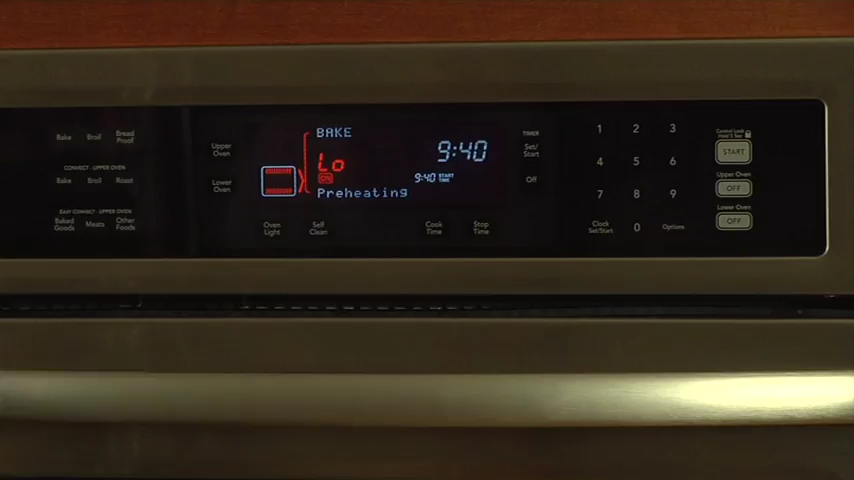 Bake Broil Bread Proof
CONVECT - UPPER OVEN
Bake Broil Roast
EASY CONVECT - UPPER OVEN
Baked Goods Meats Other Foods
Upper Oven
Lower Oven
BAKE
Lo
ON
Preheating
9:40
9:40 START TIME
Oven Light
Self Clean
Cook Time
Stop Time
TIMER
Set/Start
Off
1 2 3
4 5 6
7 8 9
Clock Set/Start 0 Options
Control Lock
Hold 3 Sec
START
Upper Oven
OFF
Lower Oven
OFF